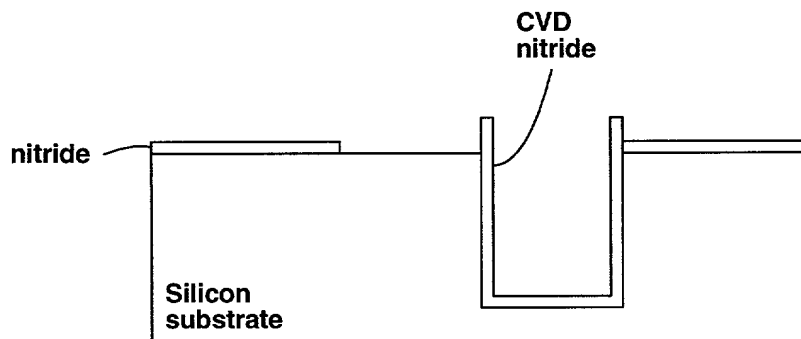 CVD
nitride
nitride
Silicon
substrate